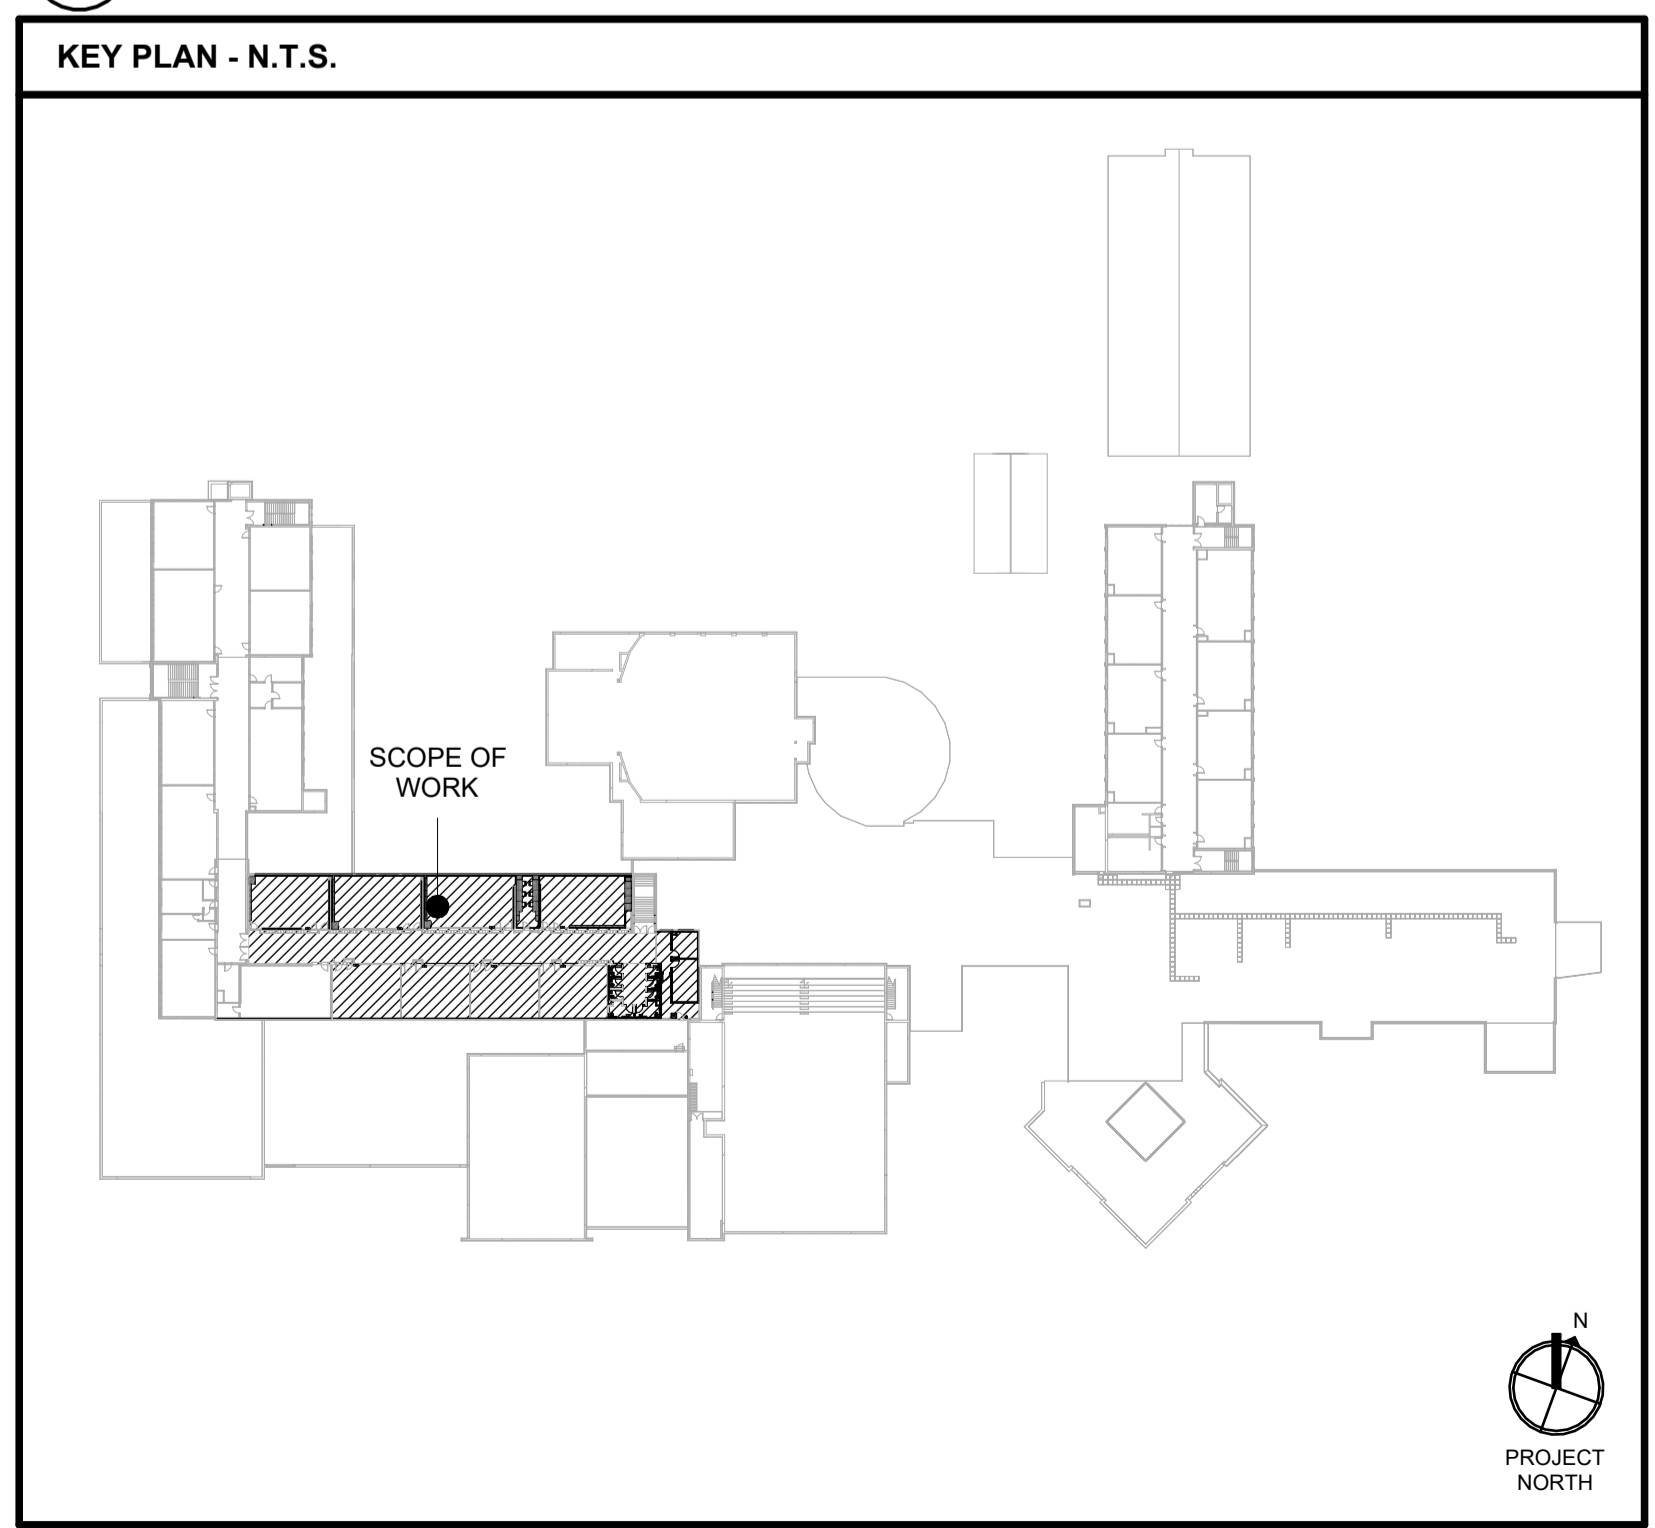 KEY PLAN - N.T.S.
SCOPE OF
WORK
N
PROJECT
NORTH